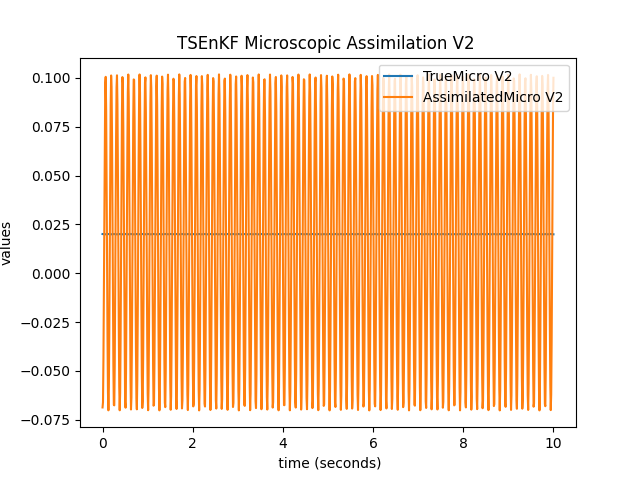 TSEnKF Microscopic Assimilation V2
TrueMicro V2
AssimilatedMicro V2
values
0.100
0.075
0.050
0.025
0.000
−0.025
−0.050
−0.075
0 2 4 6 8 10
time (seconds)